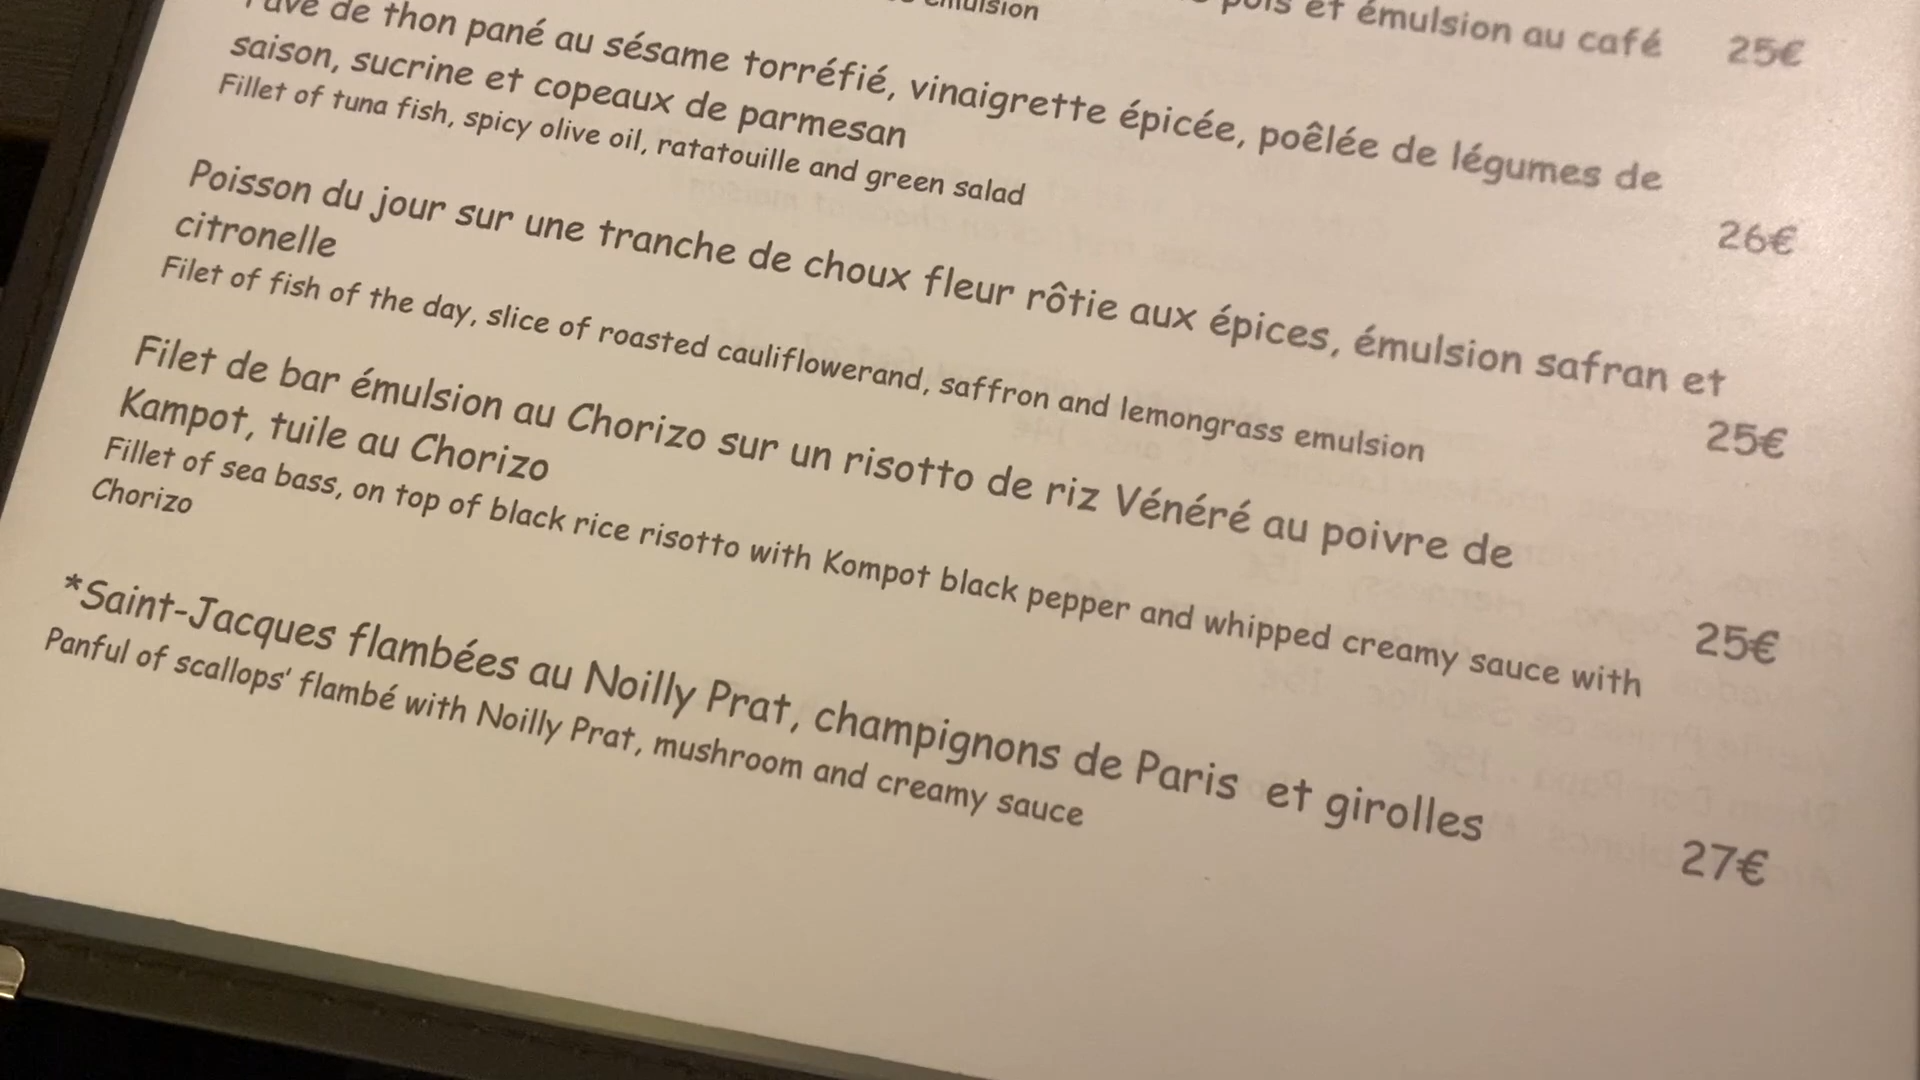 et émulsion au café 25€
émulsion
de thon pané au sésame torréfié, vinaigrette épicée, poêlée de légumes de
saison, sucrine et copeaux de parmesan 26€
Fillet of tuna fish, spicy olive oil, ratatouille and green salad
Poisson du jour sur une tranche de choux fleur rôtie aux épices, émulsion safran et
citronelle 25€
Filet of fish of the day, slice of roasted cauliflowerand, saffron and lemongrass emulsion
Filet de bar émulsion au Chorizo sur un risotto de riz Vénéré au poivre de
Kampot, tuile au Chorizo 25€
Fillet of sea bass, on top of black rice risotto with Kompot black pepper and whipped creamy sauce with
Chorizo
*Saint-Jacques flambées au Noilly Prat, champignons de Paris et girolles 27€
Panful of scallops' flambé with Noilly Prat, mushroom and creamy sauce